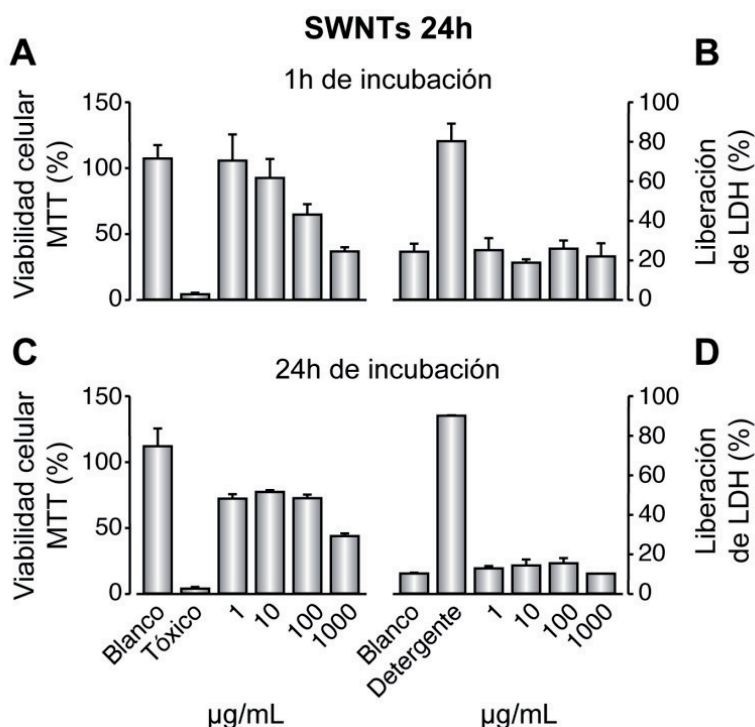 SWNTs 24h
A
B
1h de incubación
Viabilidad celular
MTT (%)
150
100
50
0
100
80
60
40
20
0
Liberación
de LDH (%)
C
D
24h de incubación
Viabilidad celular
MTT (%)
150
100
50
0
100
80
60
40
20
0
Liberación
de LDH (%)
Blanco
Tóxico
1
10
100
1000
Blanco
Detergente
1
10
100
1000
µg/mL
µg/mL